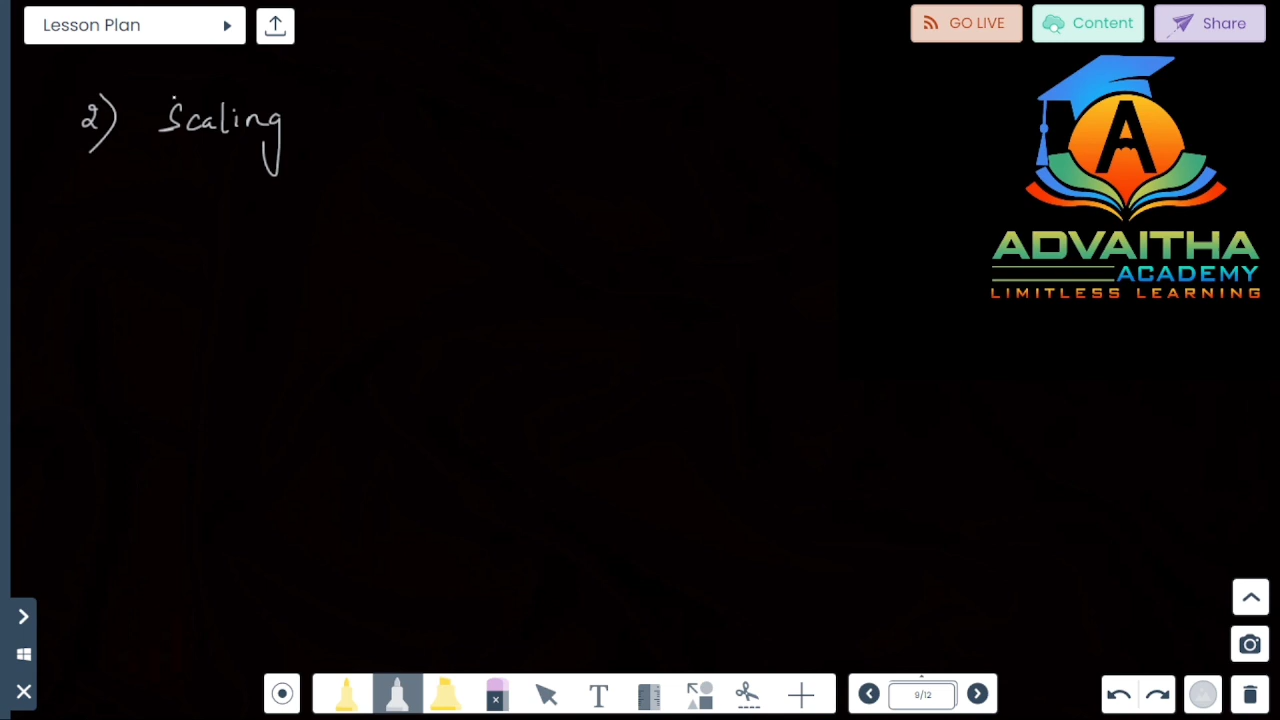 Lesson Plan
GO LIVE
Content
Share
2) Scaling
A
ADVAITHA
ACADEMY
LIMITLESS LEARNING
T
9/12